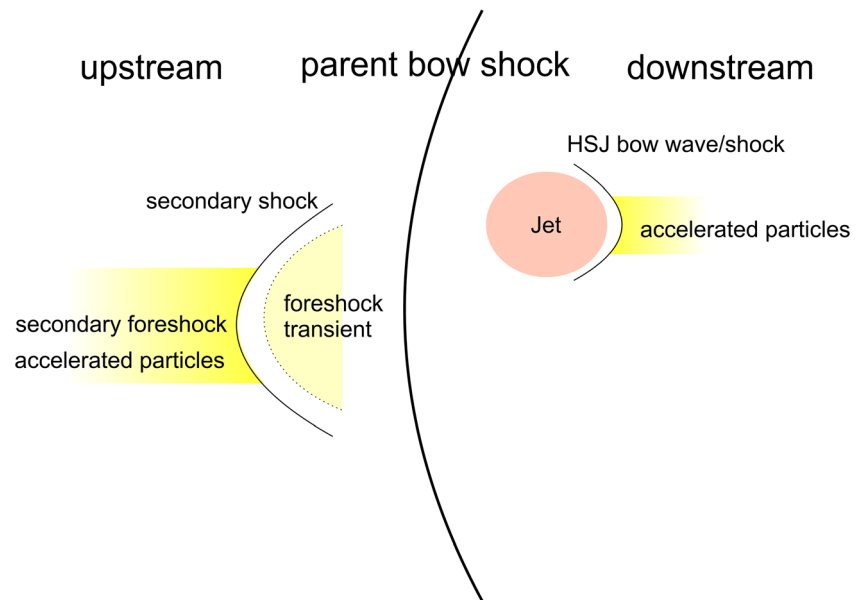 upstream
parent bow shock
downstream
HSJ bow wave/shock
secondary shock
Jet
accelerated particles
foreshock
transient
secondary foreshock
accelerated particles